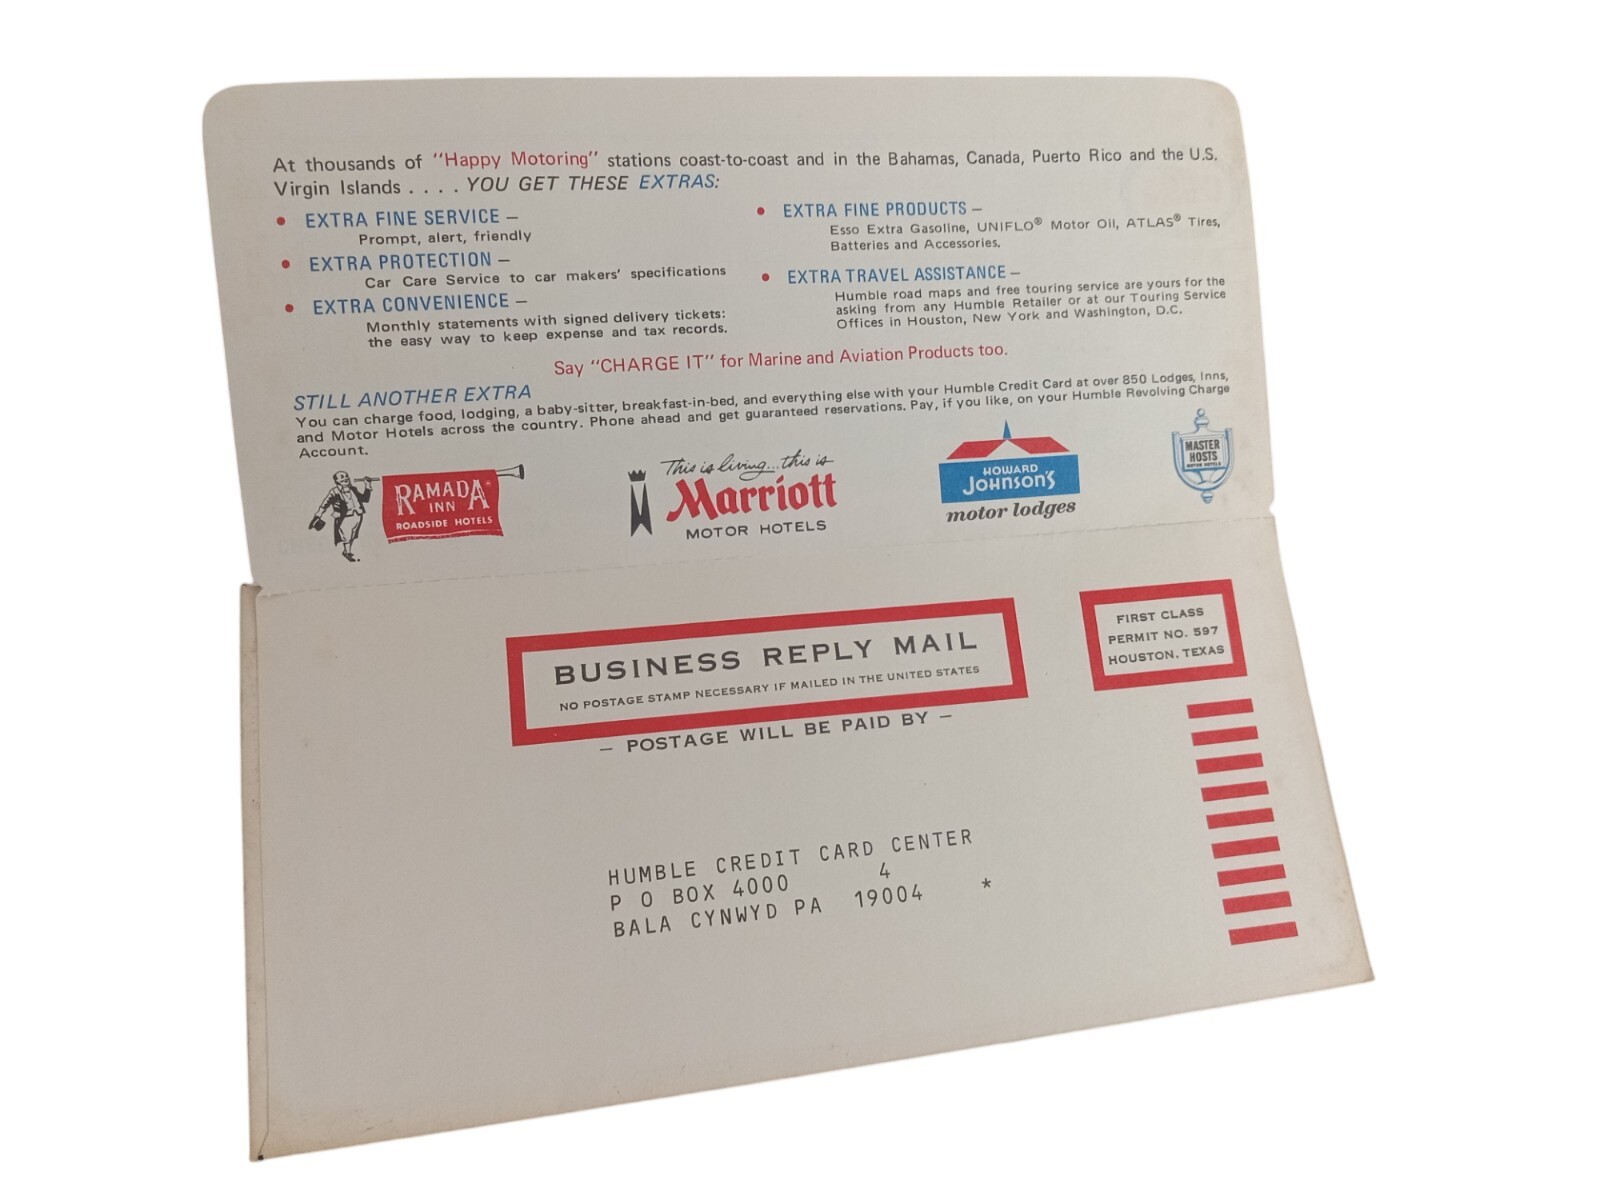 At thousands of "Happy Motoring" stations coast-to-coast and in the Bahamas, Canada, Puerto Rico and the U.S.
Virgin Islands . . . . YOU GET THESE EXTRAS:
• EXTRA FINE SERVICE –
Prompt, alert, friendly
• EXTRA PROTECTION –
Car Care Service to car makers' specifications
• EXTRA CONVENIENCE –
Monthly statements with signed delivery tickets:
the easy way to keep expense and tax records.
• EXTRA FINE PRODUCTS –
Esso Extra Gasoline, UNIFLO® Motor Oil, ATLAS® Tires,
Batteries and Accessories.
• EXTRA TRAVEL ASSISTANCE –
Humble road maps and free touring service are yours for the
asking from any Humble Retailer or at our Touring Service
Offices in Houston, New York and Washington, D.C.
Say "CHARGE IT" for Marine and Aviation Products too.
STILL ANOTHER EXTRA
You can charge food, lodging, a baby-sitter, breakfast-in-bed, and everything else with your Humble Credit Card at over 850 Lodges, Inns,
and Motor Hotels across the country. Phone ahead and get guaranteed reservations. Pay, if you like, on your Humble Revolving Charge
Account.
RAMADA
INN
ROADSIDE HOTELS
This is living...this is
Marriott
MOTOR HOTELS
HOWARD
JOHNSON'S
motor lodges
MASTER
HOSTS
MOTOR HOTELS
BUSINESS REPLY MAIL
NO POSTAGE STAMP NECESSARY IF MAILED IN THE UNITED STATES
– POSTAGE WILL BE PAID BY –
FIRST CLASS
PERMIT NO. 597
HOUSTON, TEXAS
HUMBLE CREDIT CARD CENTER
P O BOX 4000 4
BALA CYNWYD PA 19004 *